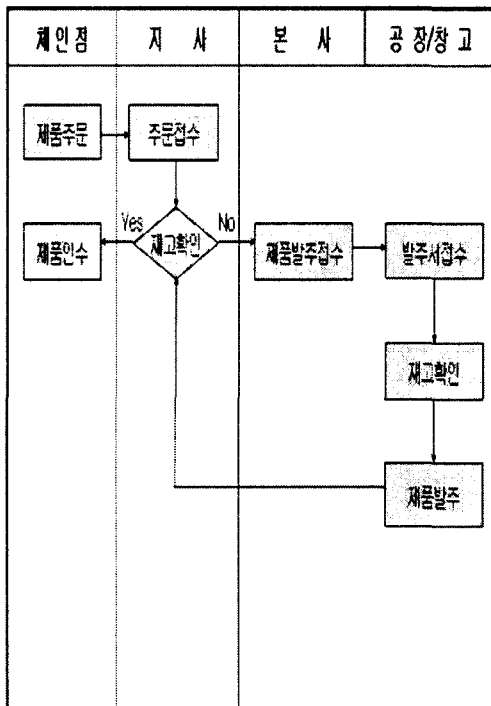 체인점 지 사 본 사 공 장/창 고
제품주문 주문접수
Yes 재고확인 No
제품인수 제품발주접수 발주서접수
재고확인
제품발주